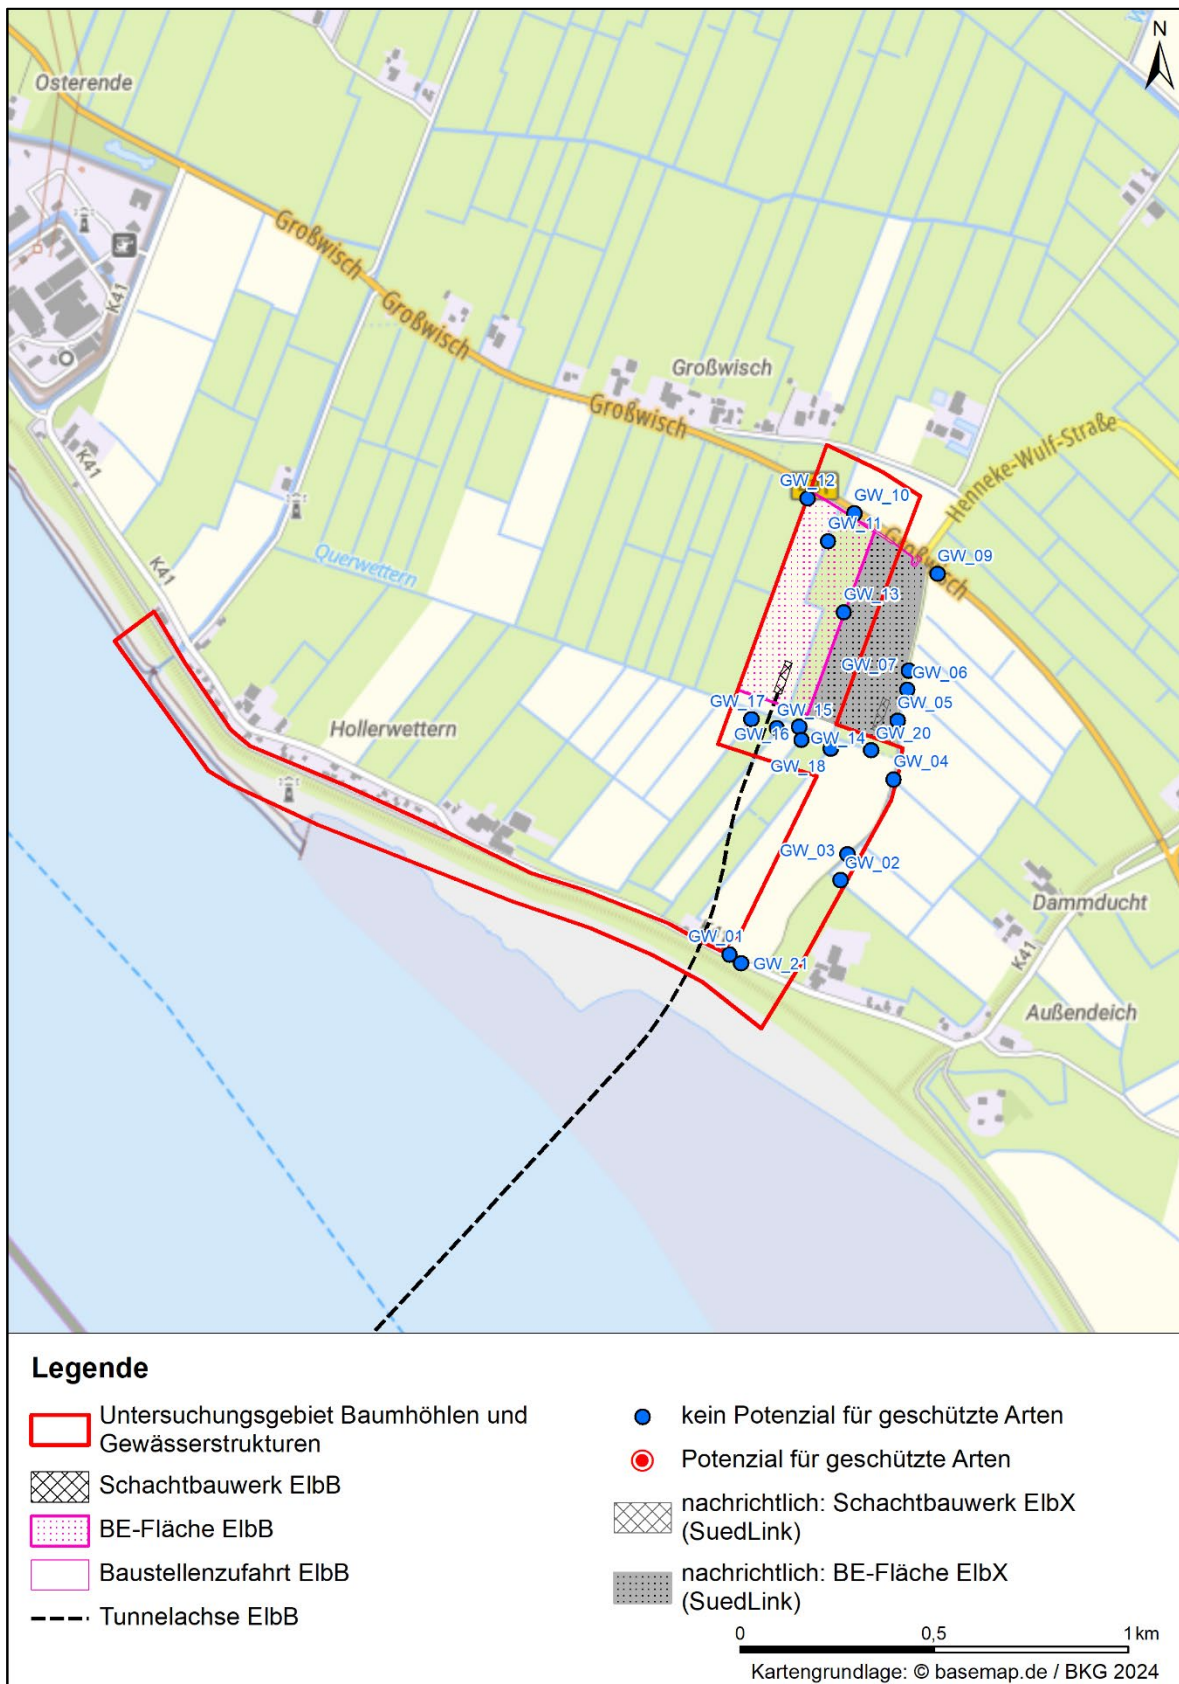 N
Osterende
K41
Großwisch
Großwisch
Großwisch
Großwisch
Henneke-Wulf-Straße
GW_12
GW_10
GW_11
Großwisch
GW_09
Querwettern
K41
K41
GW_13
GW_07
GW_06
GW_17
GW_15
GW_05
GW_16
GW_14
GW_20
Hollerwettern
GW_18
GW_04
GW_03
GW_02
Dammducht
GW_01
GW_21
K41
Außendeich
Legende
Untersuchungsgebiet Baumhöhlen und
Gewässerstrukturen
Schachtbauwerk ElbB
BE-Fläche ElbB
Baustellenzufahrt ElbB
Tunnelachse ElbB
kein Potenzial für geschützte Arten
Potenzial für geschützte Arten
nachrichtlich: Schachtbauwerk ElbX
(SuedLink)
nachrichtlich: BE-Fläche ElbX
(SuedLink)
0 0,5 1 km
Kartengrundlage: © basemap.de / BKG 2024